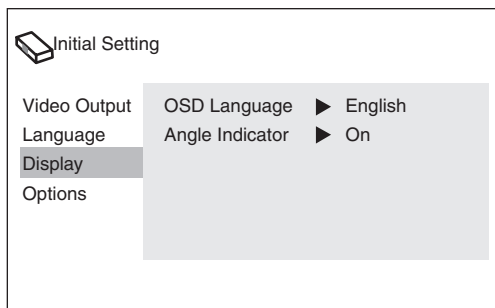 Initial Setting
Video Output
Language
Display
Options
OSD Language ▶ English
Angle Indicator ▶ On